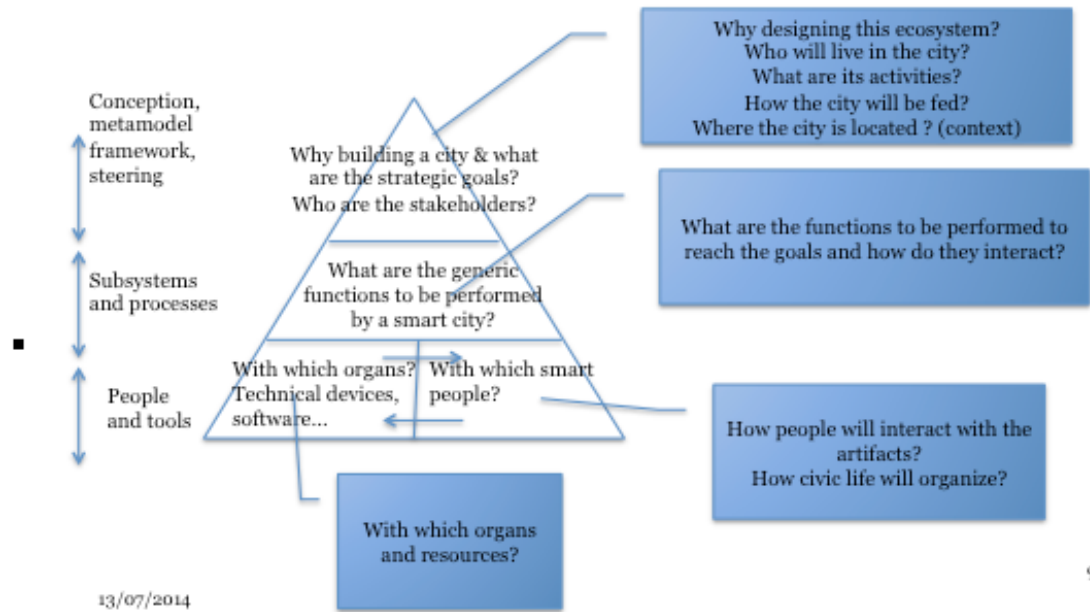 Why designing this ecosystem?
Who will live in the city?
What are its activities?
How the city will be fed?
Where the city is located ? (context)
Conception,
metamodel
framework,
steering
Why building a city & what
are the strategic goals?
Who are the stakeholders?
What are the functions to be performed to
reach the goals and how do they interact?
Subsystems
and processes
What are the generic
functions to be performed
by a smart city?
People
and tools
With which organs?
Technical devices,
software...
With which smart
people?
How people will interact with the
artifacts?
How civic life will organize?
With which organs
and resources?
13/07/2014